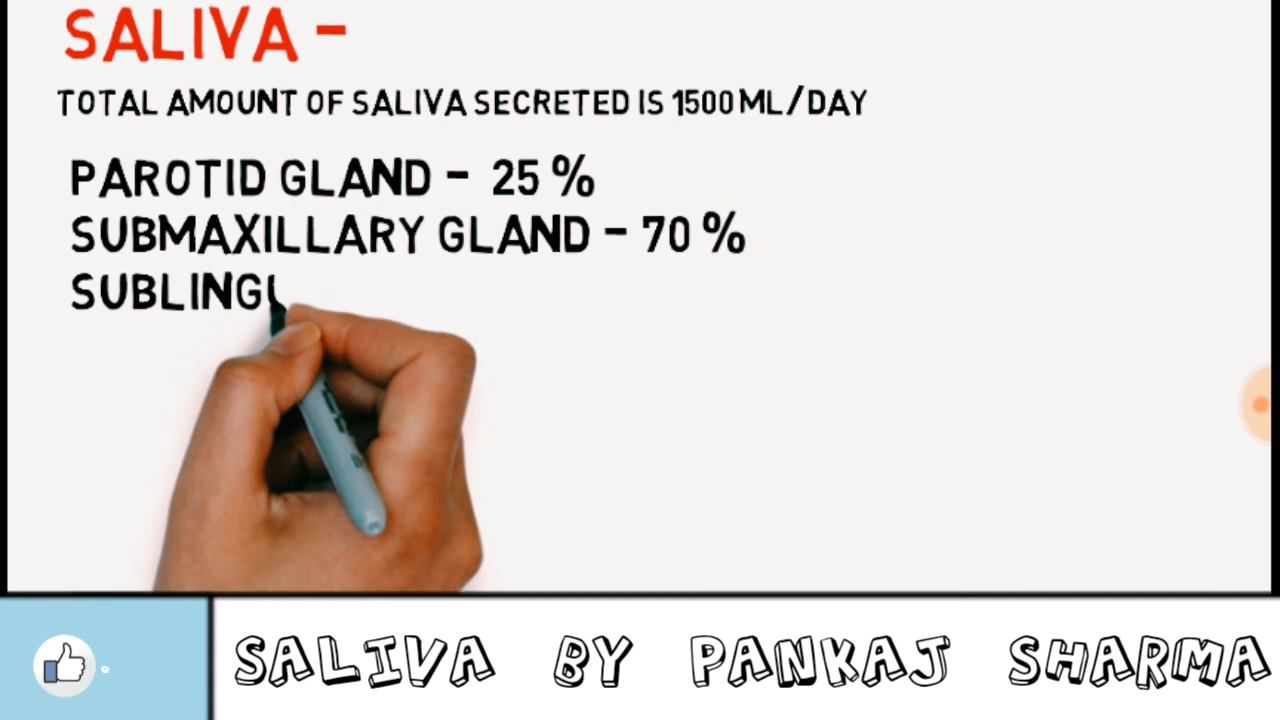 SALIVA -
TOTAL AMOUNT OF SALIVA SECRETED IS 1500 ML/DAY
PAROTID GLAND - 25 %
SUBMAXILLARY GLAND - 70 %
SUBLING
SALIVA BY PANKAJ SHARMA